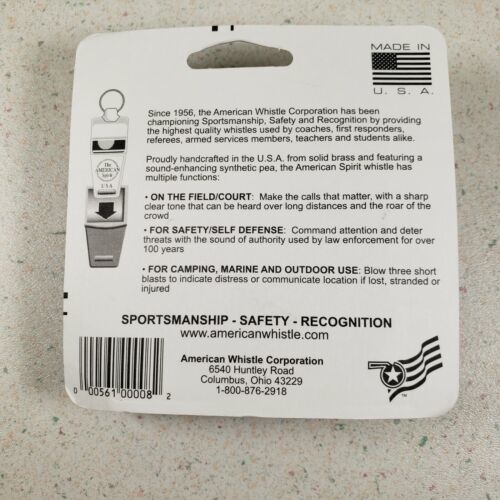 MADE IN
U. S. A.
Since 1956, the American Whistle Corporation has been
championing Sportsmanship, Safety and Recognition by providing
the highest quality whistles used by coaches, first responders,
referees, armed services members, teachers and students alike.
The
AMERICAN
Spirit
USA
Proudly handcrafted in the U.S.A. from solid brass and featuring a
sound-enhancing synthetic pea, the American Spirit whistle has
multiple functions:
• ON THE FIELD/COURT: Make the calls that matter, with a sharp
clear tone that can be heard over long distances and the roar of the
crowd
• FOR SAFETY/SELF DEFENSE: Command attention and deter
threats with the sound of authority used by law enforcement for over
100 years
• FOR CAMPING, MARINE AND OUTDOOR USE: Blow three short
blasts to indicate distress or communicate location if lost, stranded or
injured
SPORTSMANSHIP - SAFETY - RECOGNITION
www.americanwhistle.com
American Whistle Corporation
6540 Huntley Road
Columbus, Ohio 43229
1-800-876-2918
0 00561 00008 2
TM